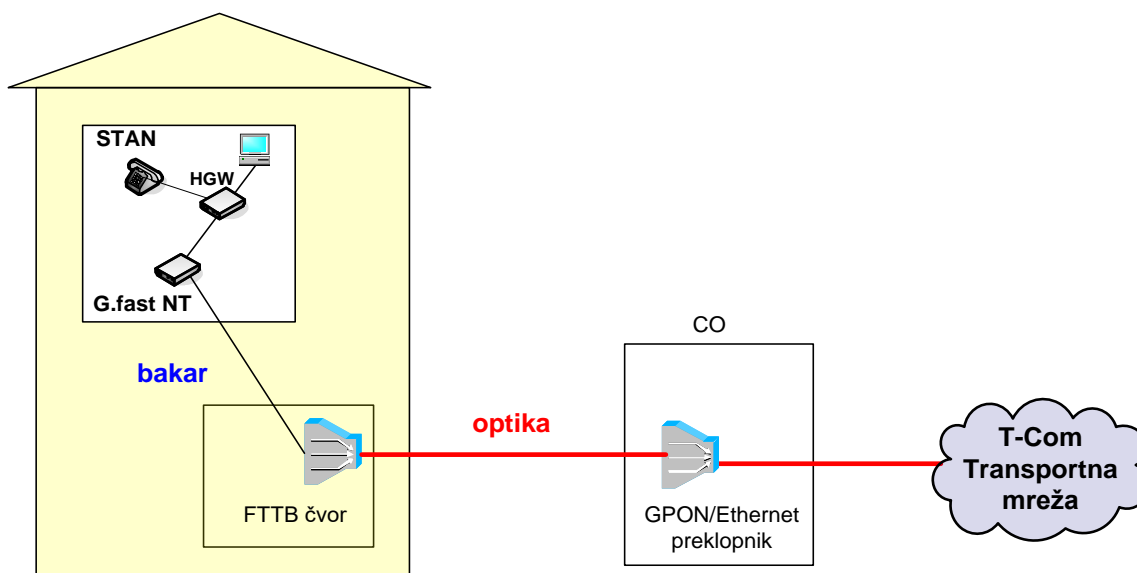 STAN
HGW
G.fast NT
bakar
FTTB čvor
optika
CO
GPON/Ethernet
preklopnik
T-Com
Transportna
mreža